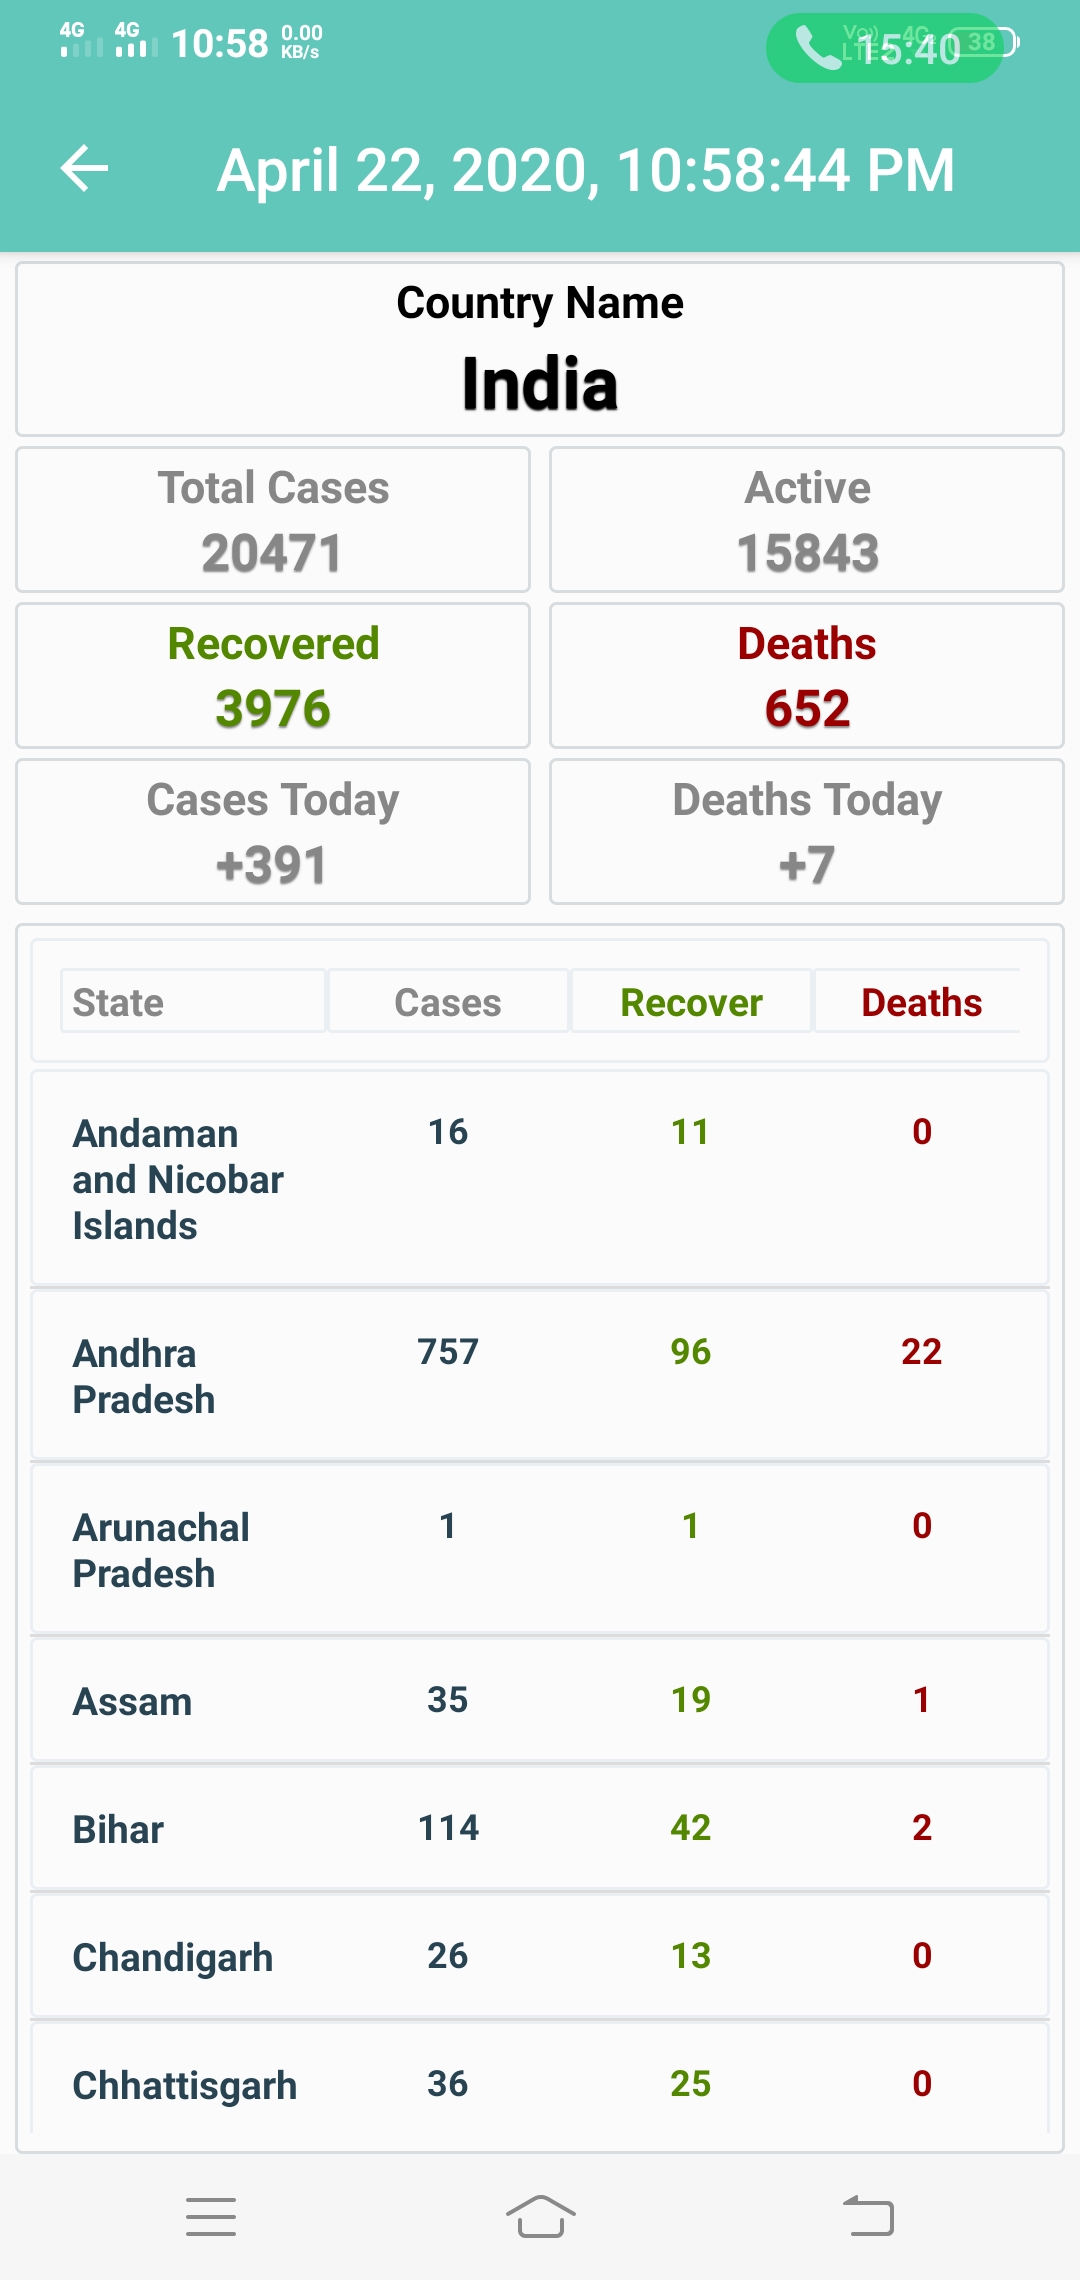 4G 4G 10:58 0.00 KB/s 15:40 38
April 22, 2020, 10:58:44 PM
Country Name
India
Total Cases Active
20471 15843
Recovered Deaths
3976 652
Cases Today Deaths Today
+391 +7
State Cases Recover Deaths
Andaman 16 11 0
and Nicobar
Islands
Andhra 757 96 22
Pradesh
Arunachal 1 1 0
Pradesh
Assam 35 19 1
Bihar 114 42 2
Chandigarh 26 13 0
Chhattisgarh 36 25 0